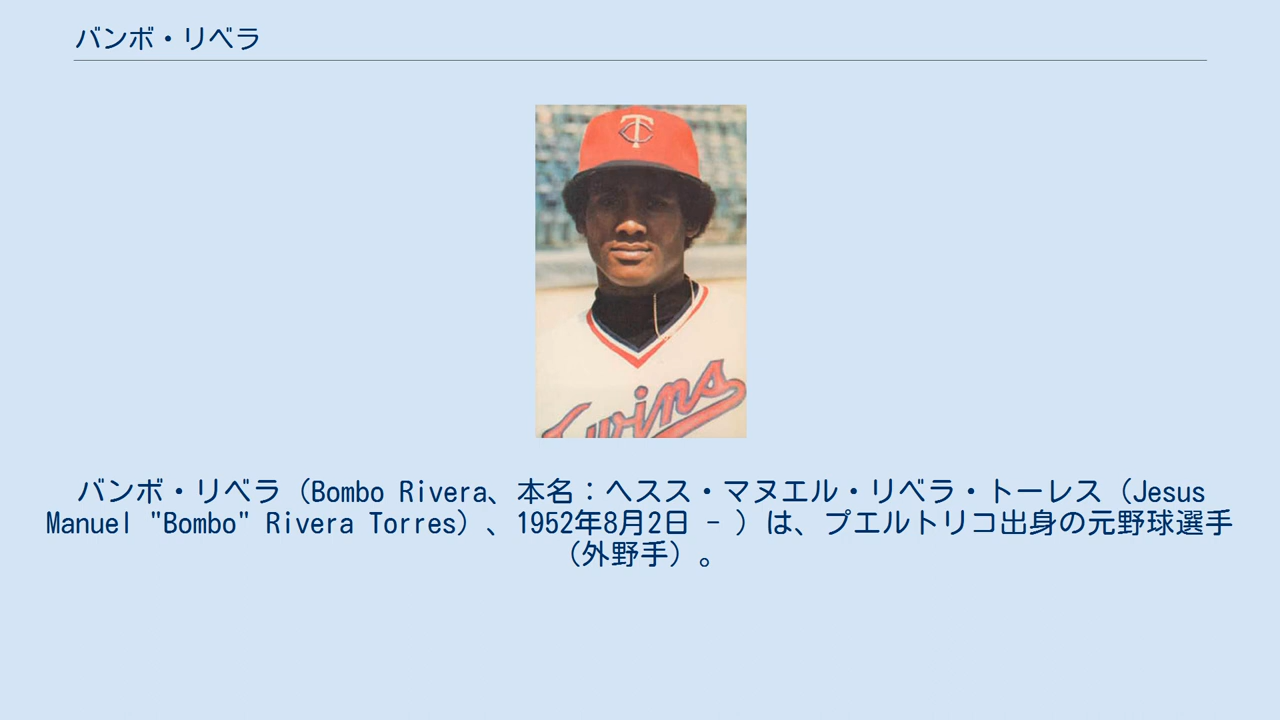 バンボ・リベラ
TC
Twins
バンボ・リベラ（Bombo Rivera、本名：ヘスス・マヌエル・リベラ・トーレス（Jesus
Manuel "Bombo" Rivera Torres）、1952年8月2日 - ）は、プエルトリコ出身の元野球選手
（外野手）。